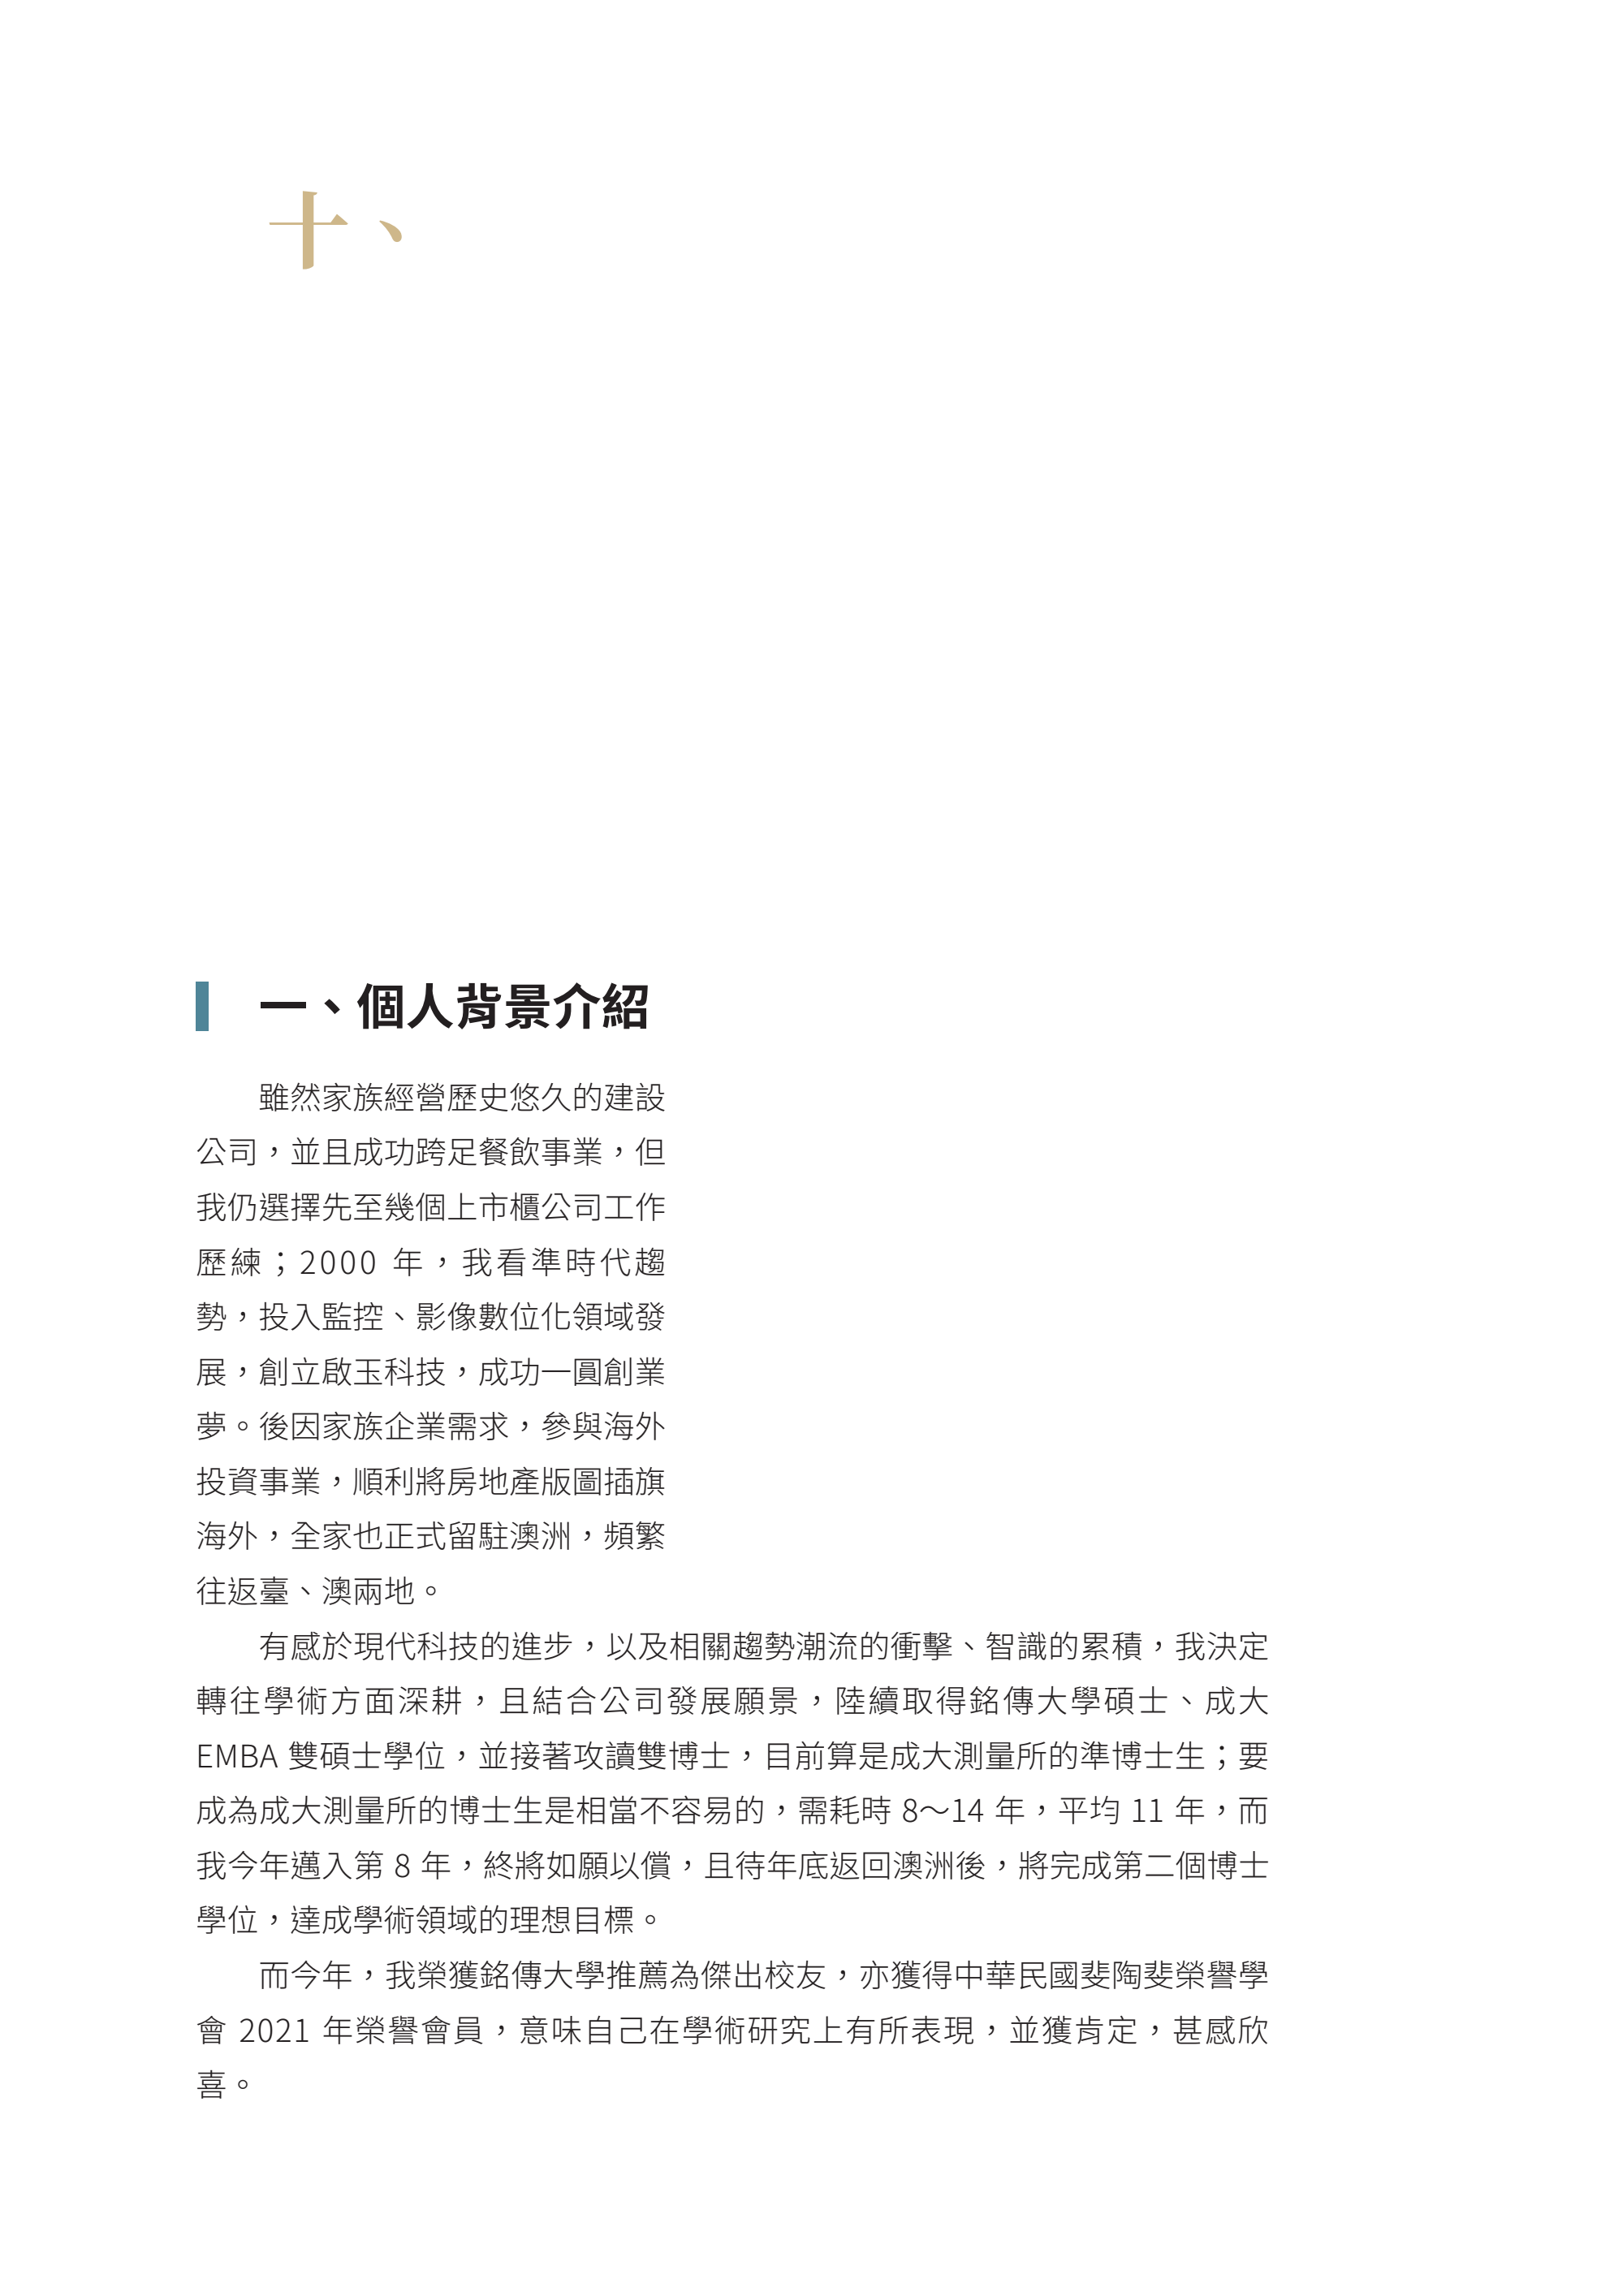 十、
一、個人背景介紹
雖然家族經營歷史悠久的建設
公司，並且成功跨足餐飲事業，但
我仍選擇先至幾個上市櫃公司工作
歷練；2000 年，我看準時代趨
勢，投入監控、影像數位化領域發
展，創立啟玉科技，成功一圓創業
夢。後因家族企業需求，參與海外
投資事業，順利將房地產版圖插旗
海外，全家也正式留駐澳洲，頻繁
往返臺、澳兩地。
有感於現代科技的進步，以及相關趨勢潮流的衝擊、智識的累積，我決定
轉往學術方面深耕，且結合公司發展願景，陸續取得銘傳大學碩士、成大
EMBA 雙碩士學位，並接著攻讀雙博士，目前算是成大測量所的準博士生；要
成為成大測量所的博士生是相當不容易的，需耗時 8～14 年，平均 11 年，而
我今年邁入第 8 年，終將如願以償，且待年底返回澳洲後，將完成第二個博士
學位，達成學術領域的理想目標。
而今年，我榮獲銘傳大學推薦為傑出校友，亦獲得中華民國斐陶斐榮譽學
會 2021 年榮譽會員，意味自己在學術研究上有所表現，並獲肯定，甚感欣
喜。